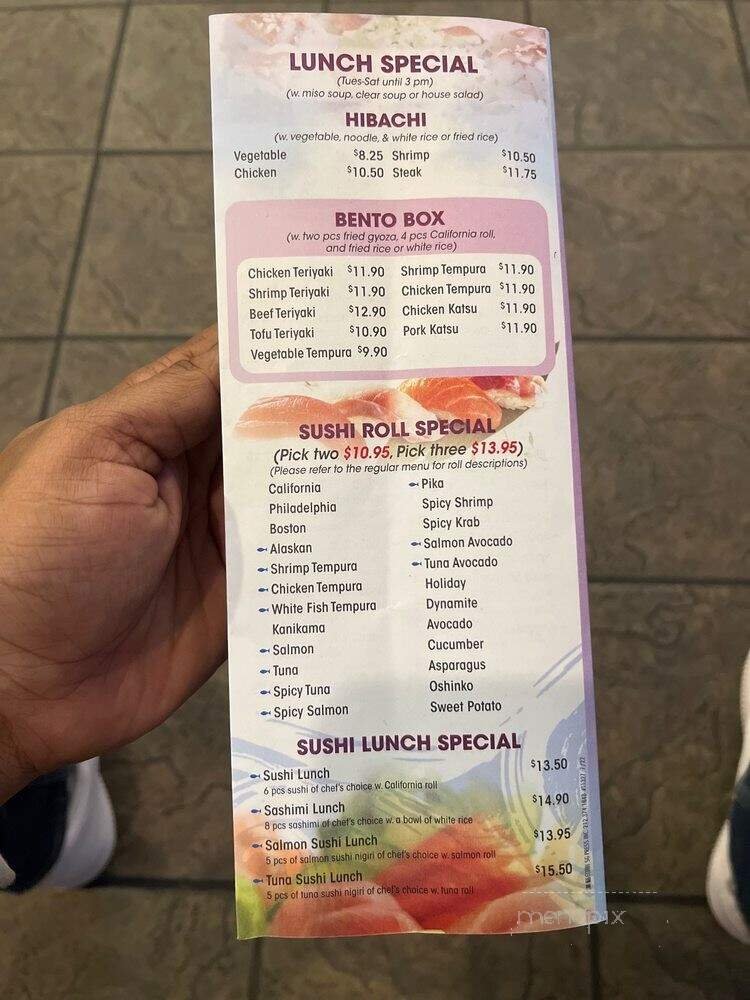 LUNCH SPECIAL
(Tues-Sat until 3 pm)
(w. miso soup, clear soup or house salad)
HIBACHI
(w. vegetable, noodle, & white rice or fried rice)
Vegetable $8.25 Shrimp $10.50
Chicken $10.50 Steak $11.75
BENTO BOX
(w. two pcs fried gyoza, 4 pcs California roll,
and fried rice or white rice)
Chicken Teriyaki $11.90 Shrimp Tempura $11.90
Shrimp Teriyaki $11.90 Chicken Tempura $11.90
Beef Teriyaki $12.90 Chicken Katsu $11.90
Tofu Teriyaki $10.90 Pork Katsu $11.90
Vegetable Tempura $9.90
SUSHI ROLL SPECIAL
(Pick two $10.95, Pick three $13.95)
(Please refer to the regular menu for roll descriptions)
California
Philadelphia
Boston
Alaskan
Shrimp Tempura
Chicken Tempura
White Fish Tempura
Kanikama
Salmon
Tuna
Spicy Tuna
Spicy Salmon
Pika
Spicy Shrimp
Spicy Krab
Salmon Avocado
Tuna Avocado
Holiday
Dynamite
Avocado
Cucumber
Asparagus
Oshinko
Sweet Potato
SUSHI LUNCH SPECIAL
Sushi Lunch $13.50
6 pcs sushi of chef's choice w. California roll
Sashimi Lunch $14.90
8 pcs sashimi of chef's choice w. a bowl of white rice
Salmon Sushi Lunch $13.95
5 pcs of salmon sushi nigiri of chef's choice w. salmon roll
Tuna Sushi Lunch $15.50
5 pcs of tuna sushi nigiri of chef's choice w. tuna roll
menupix